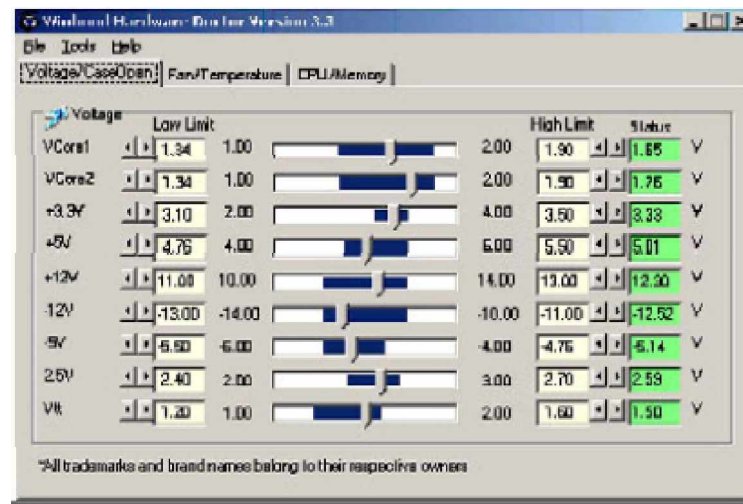 Winbond Hardware Doctor Version 3.3
File Tools Help
Voltage/CaseOpen Fan/Temperature CPU/Memory
Voltage Low Limit High Limit Status
VCore1 1.34 1.00 2.00 1.90 1.65 V
VCore2 1.34 1.00 2.00 1.90 1.76 V
+3.3V 3.10 2.00 4.00 3.50 3.33 V
+5V 4.76 4.00 6.00 5.50 5.01 V
+12V 11.00 10.00 14.00 13.00 12.30 V
-12V -13.00 -14.00 -10.00 -11.00 -12.52 V
-5V -5.50 -6.00 -4.00 -4.76 -5.14 V
2.5V 2.40 2.00 3.00 2.70 2.59 V
Vtt 1.20 1.00 2.00 1.60 1.50 V
*All trademarks and brand names belong to their respective owners